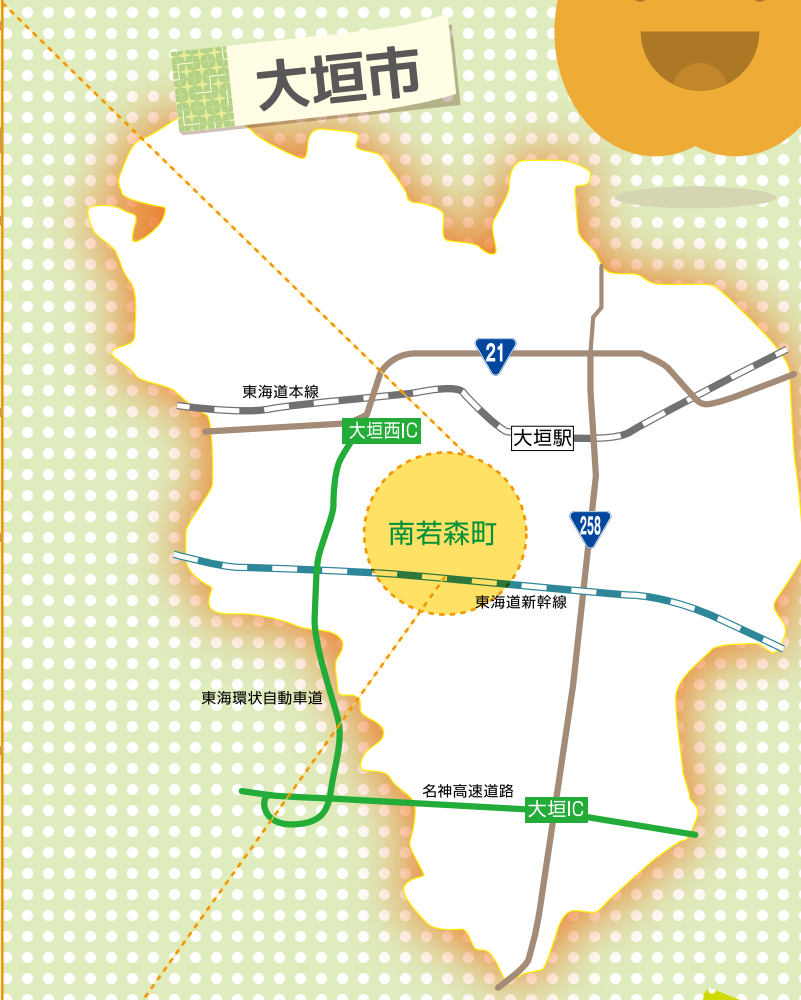 大垣市
21
東海道本線
大垣西IC
大垣駅
258
南若森町
東海道新幹線
東海環状自動車道
名神高速道路
大垣IC